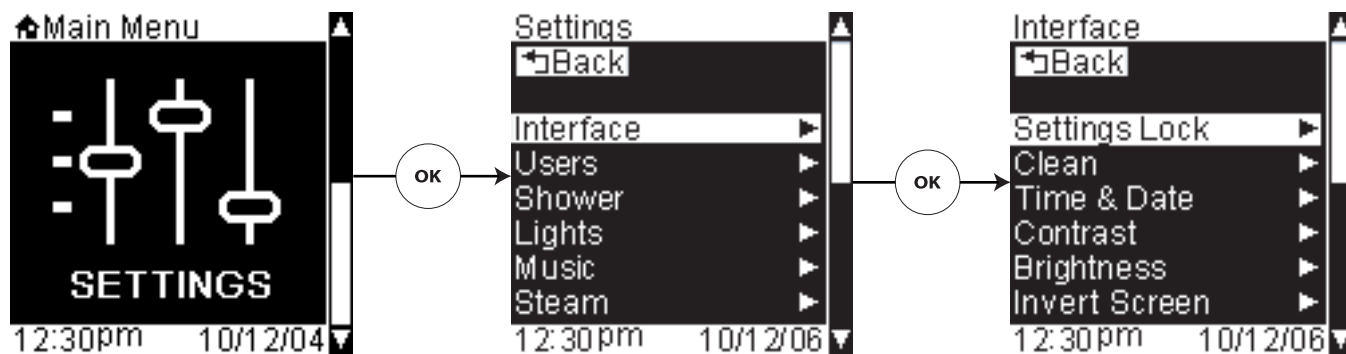 Main Menu
SETTINGS
12:30pm 10/12/04
OK
Settings
Back
Interface
Users
Shower
Lights
Music
Steam
12:30pm 10/12/06
OK
Interface
Back
Settings Lock
Clean
Time & Date
Contrast
Brightness
Invert Screen
12:30pm 10/12/06